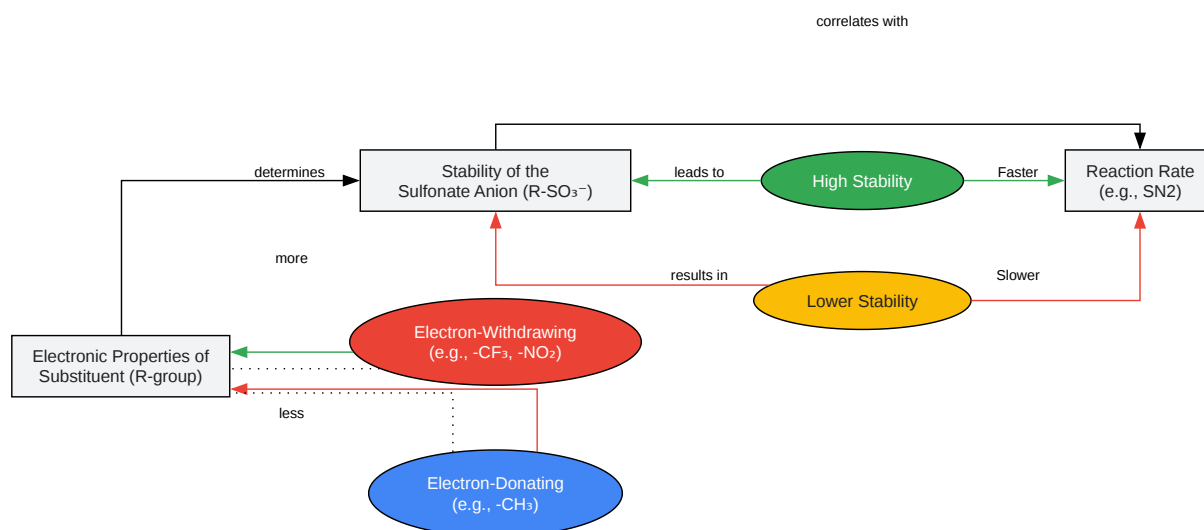 correlates with
determines
Stability of the
Sulfonate Anion (R-SO₃⁻)
leads to
High Stability
Faster
Reaction Rate
(e.g., SN2)
more
results in
Lower Stability
Slower
Electronic Properties of
Substituent (R-group)
Electron-Withdrawing
(e.g., -CF₃, -NO₂)
less
Electron-Donating
(e.g., -CH₃)